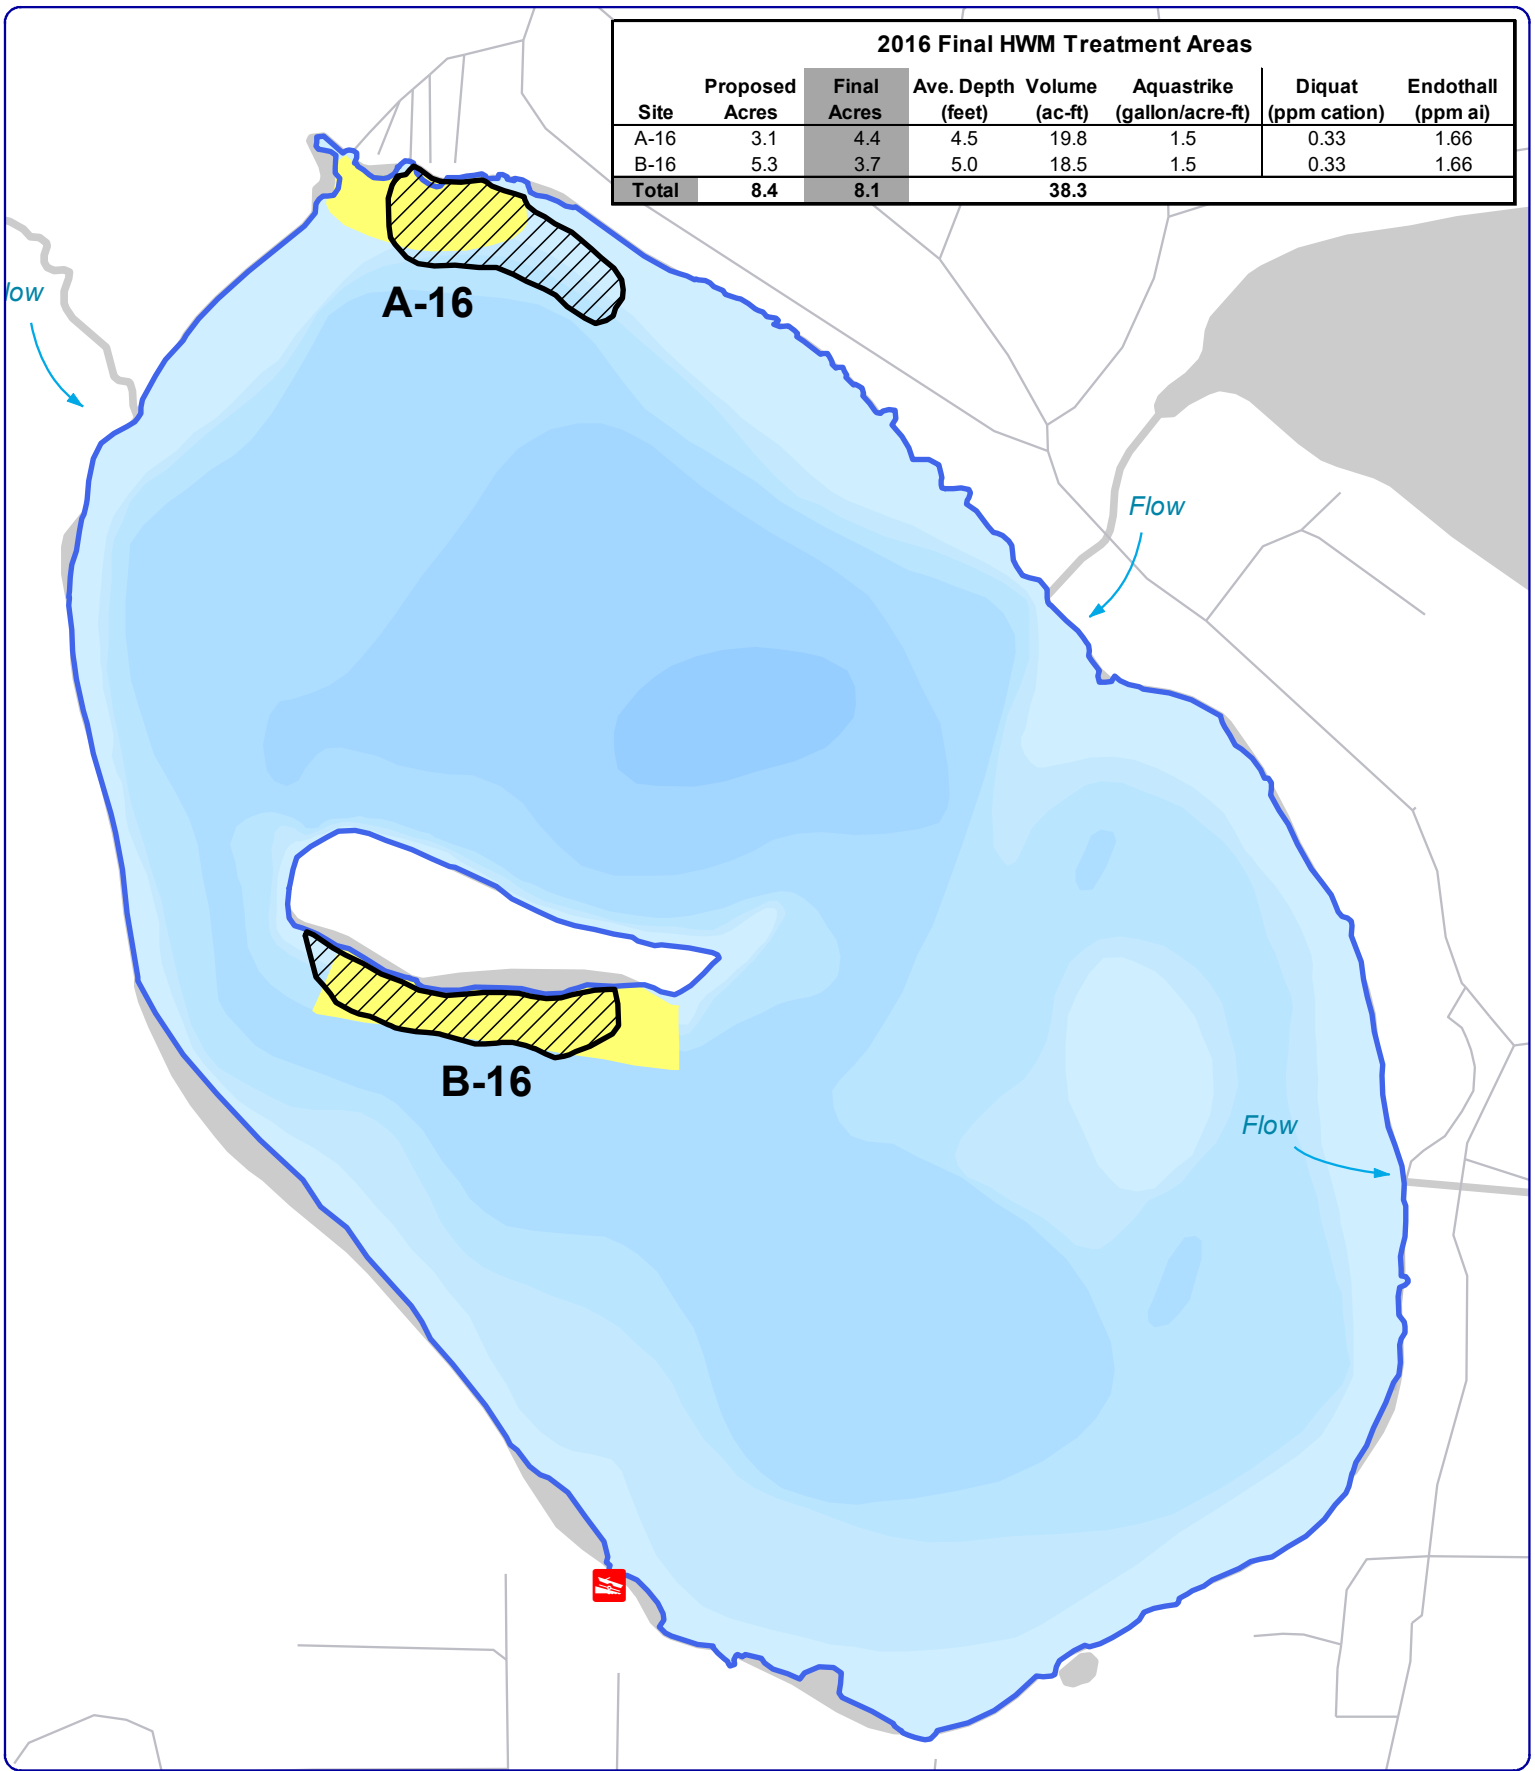 2016 Final HWM Treatment Areas
Proposed Final Ave. Depth Volume Aquastrike Diquat Endothall
Site Acres Acres (feet) (ac-ft) (gallon/acre-ft) (ppm cation) (ppm ai)
A-16 3.1 4.4 4.5 19.8 1.5 0.33 1.66
B-16 5.3 3.7 5.0 18.5 1.5 0.33 1.66
Total 8.4 8.1 38.3
low
A-16
Flow
B-16
Flow